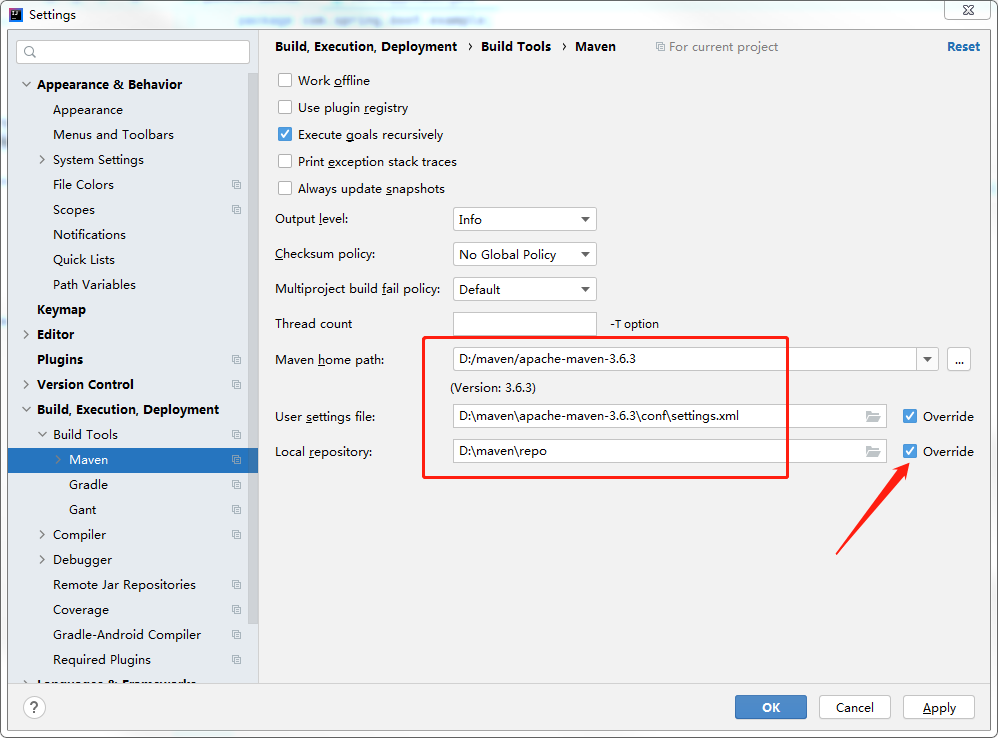 Settings
package com.spring_boot.example;
Build, Execution, Deployment › Build Tools › Maven For current project Reset
Appearance & Behavior
Appearance
Menus and Toolbars
System Settings
File Colors
Scopes
Notifications
Quick Lists
Path Variables
Keymap
Editor
Plugins
Version Control
Build, Execution, Deployment
Build Tools
Maven
Gradle
Gant
Compiler
Debugger
Remote Jar Repositories
Coverage
Gradle-Android Compiler
Required Plugins
Languages & Frameworks
Work offline
Use plugin registry
Execute goals recursively
Print exception stack traces
Always update snapshots
Output level: Info
Checksum policy: No Global Policy
Multiproject build fail policy: Default
Thread count -T option
Maven home path: D:/maven/apache-maven-3.6.3 ...
(Version: 3.6.3)
User settings file: D:\maven\apache-maven-3.6.3\conf\settings.xml Override
Local repository: D:\maven\repo Override
? OK Cancel Apply